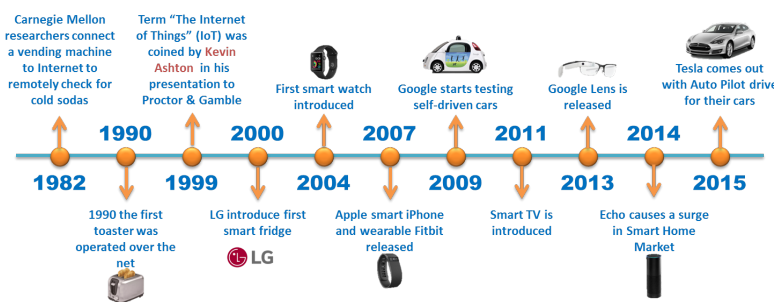 Carnegie Mellon
researchers connect
a vending machine
to Internet to
remotely check for
cold sodas
Term “The Internet
of Things” (IoT) was
coined by Kevin
Ashton in his
presentation to
Proctor & Gamble
First smart watch
introduced
Google starts testing
self-driven cars
Google Lens is
released
Tesla comes out
with Auto Pilot drive
for their cars
1990
2000
2007
2011
2014
1982
1999
2004
2009
2013
2015
1990 the first
toaster was
operated over the
net
LG introduce first
smart fridge
LG
Apple smart iPhone
and wearable Fitbit
released
Smart TV is
introduced
Echo causes a surge
in Smart Home
Market